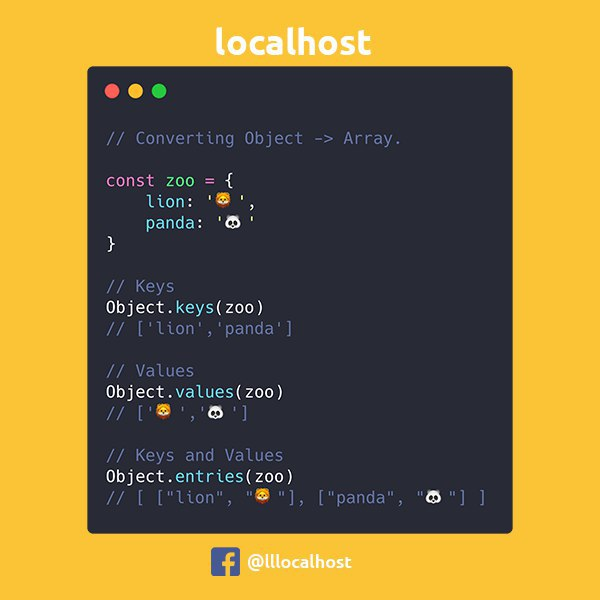 localhost
// Converting Object -> Array.
const zoo = {
    lion: '🦁 ',
    panda: '🐼 '
}
// Keys
Object.keys(zoo)
// ['lion','panda']
// Values
Object.values(zoo)
// ['🦁 ','🐼 ']
// Keys and Values
Object.entries(zoo)
// [ ["lion", "🦁 "], ["panda", "🐼 "] ]
@lllocalhost